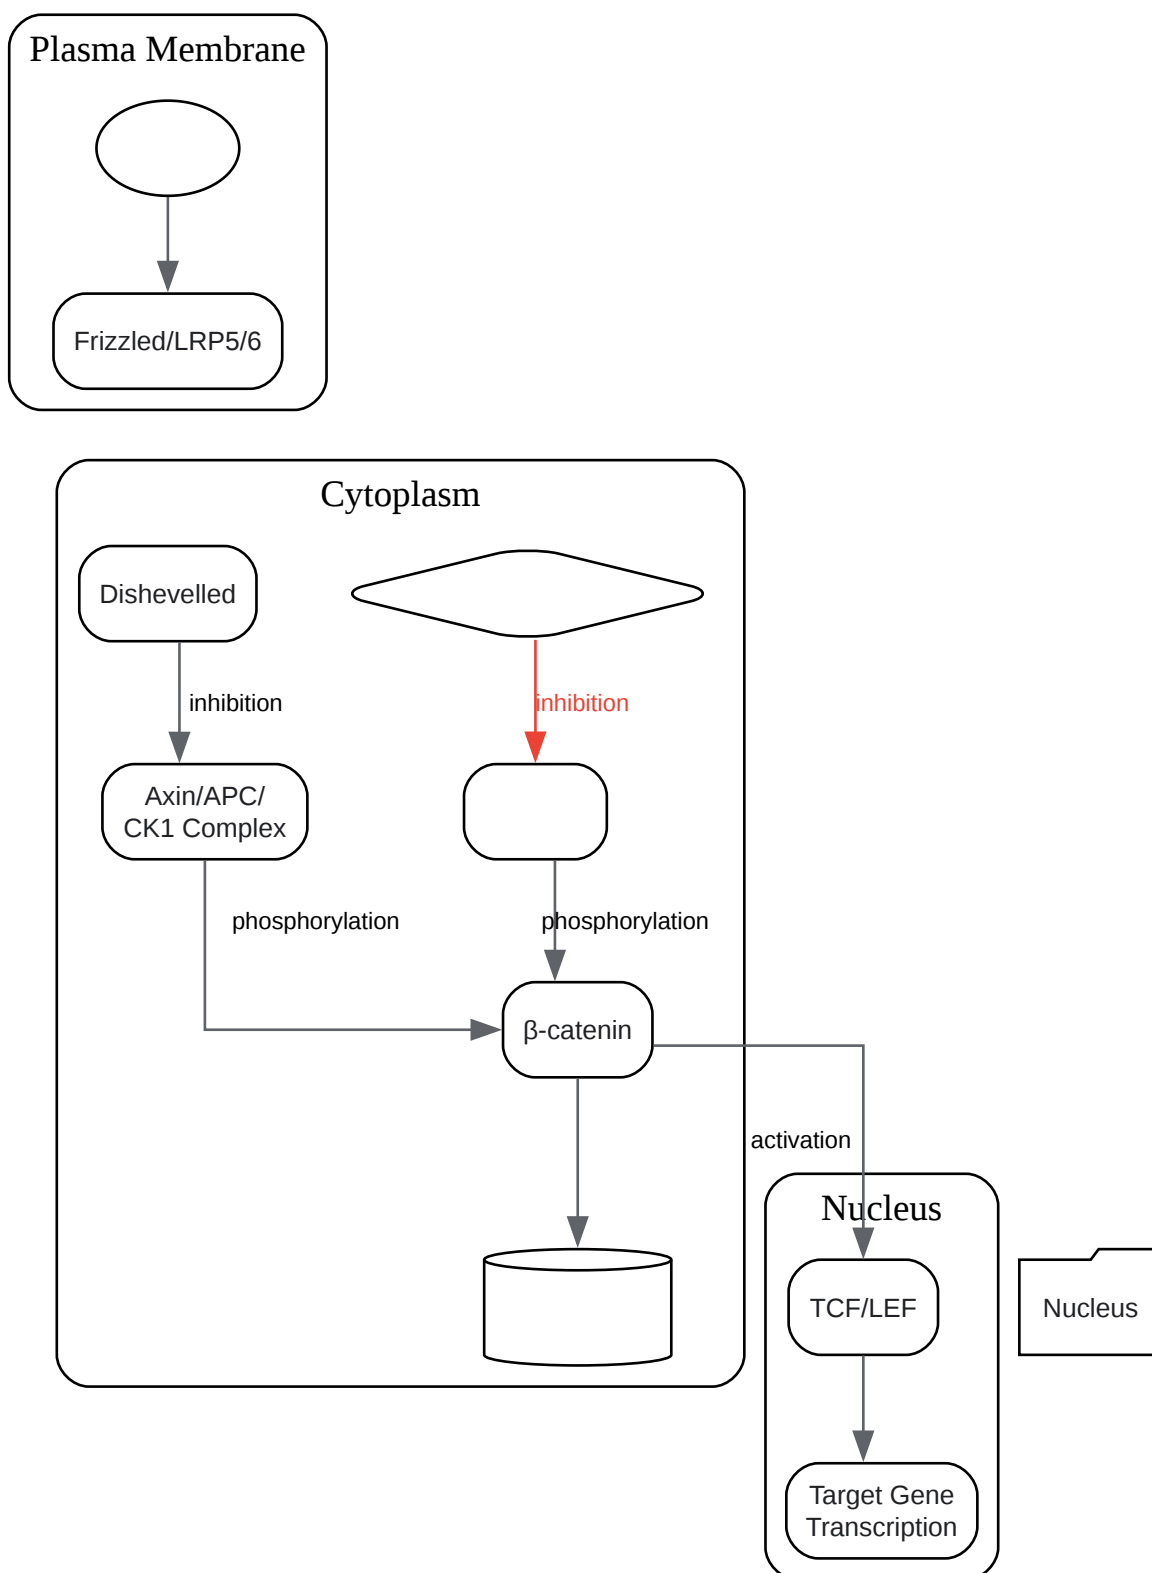 Plasma Membrane
Frizzled/LRP5/6
Cytoplasm
Dishevelled
inhibition
inhibition
Axin/APC/
CK1 Complex
phosphorylation
phosphorylation
β-catenin
activation
Nucleus
TCF/LEF
Nucleus
Target Gene
Transcription